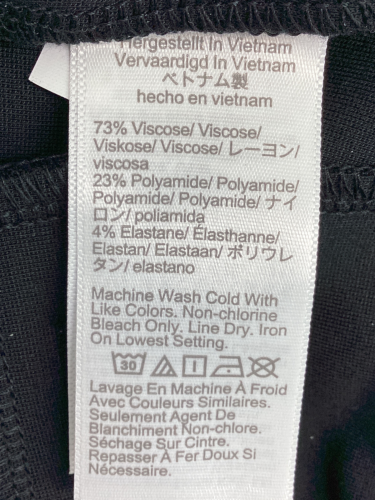 Hergestellt In Vietnam
Vervaardigd In Vietnam
ベトナム製
hecho en vietnam
73% Viscose/ Viscose/
Viskose/ Viscose/ レーヨン/
viscosa
23% Polyamide/ Polyamide/
Polyamide/ Polyamide/ ナイ
ロン/ poliamida
4% Elastane/ Élasthanne/
Elastan/ Elastaan/ ポリウレ
タン/ elastano
Machine Wash Cold With
Like Colors. Non-chlorine
Bleach Only. Line Dry. Iron
On Lowest Setting.
30
Lavage En Machine À Froid
Avec Couleurs Similaires.
Seulement Agent De
Blanchiment Non-chlore.
Séchage Sur Cintre.
Repasser À Fer Doux Si
Nécessaire.